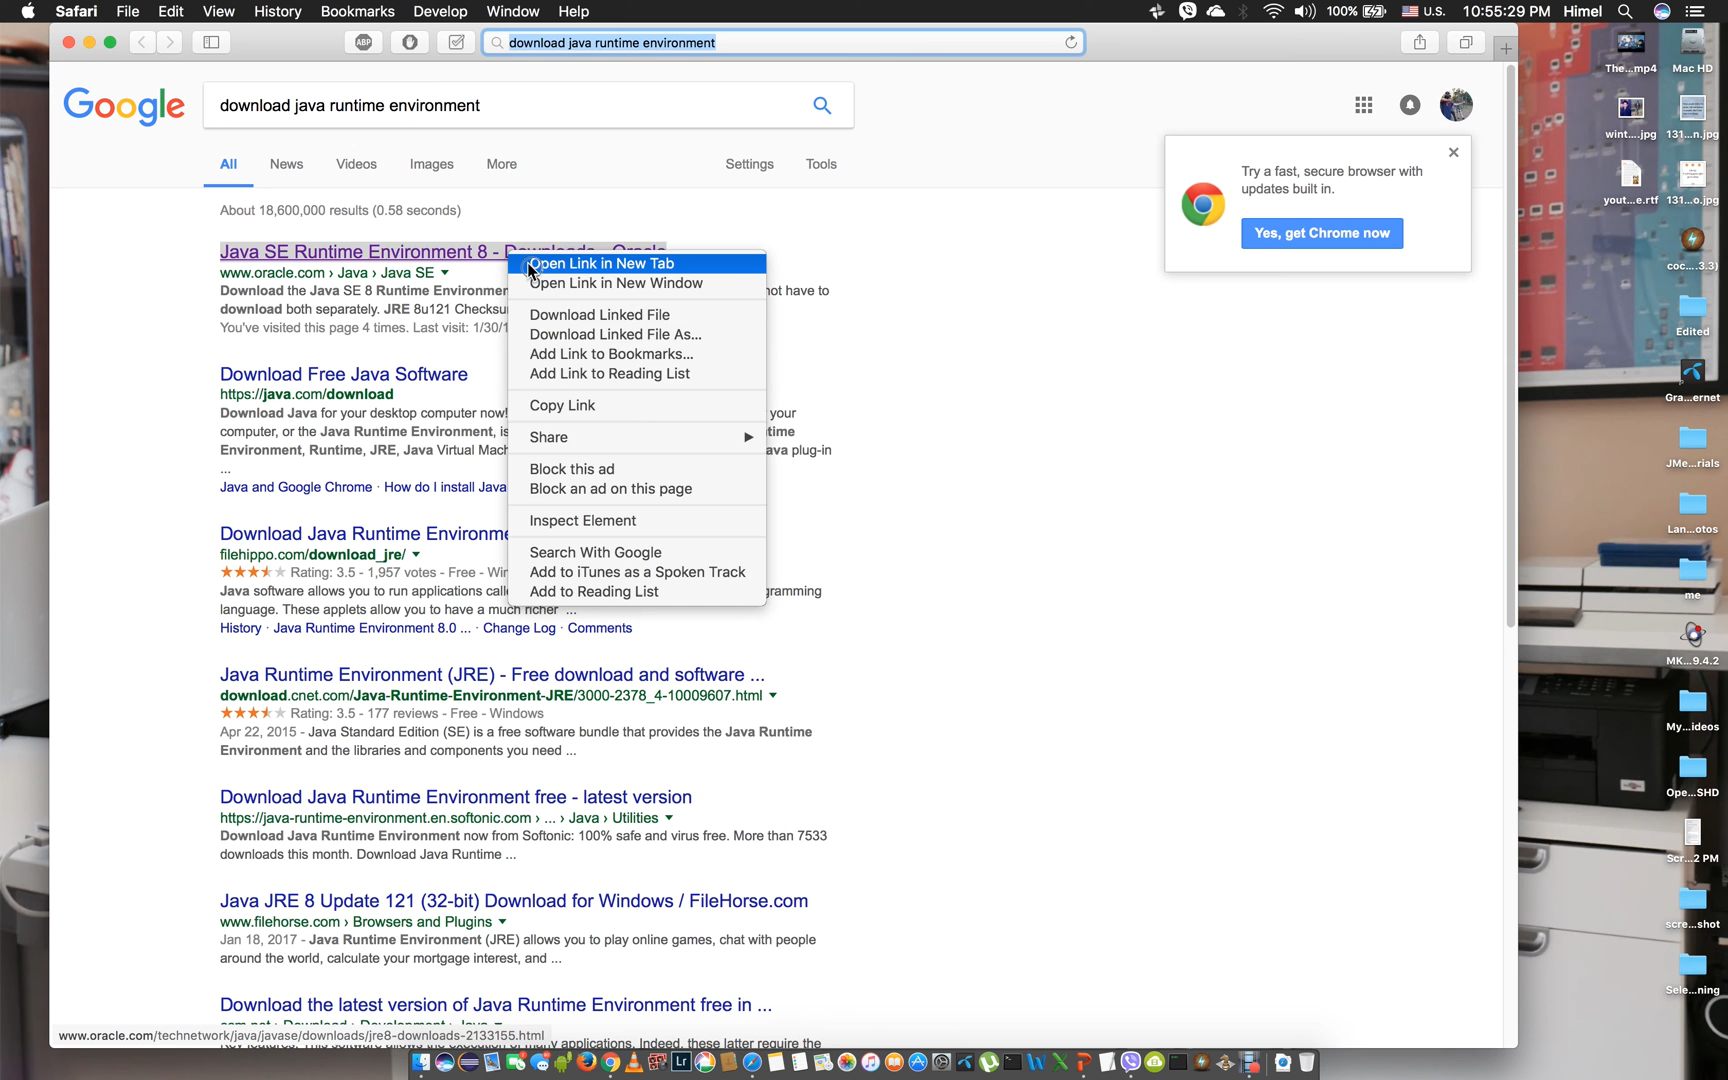 Safari File Edit View History Bookmarks Develop Window Help
100% U.S. 10:55:29 PM Himel
ABP
download java runtime environment
Google
download java runtime environment
All News Videos Images More Settings Tools
Try a fast, secure browser with
updates built in.
Yes, get Chrome now
About 18,600,000 results (0.58 seconds)
Java SE Runtime Environment 8 - Downloads - Oracle
www.oracle.com › Java › Java SE
Download the Java SE 8 Runtime Environmen not have to
download both separately. JRE 8u121 Checksu
You've visited this page 4 times. Last visit: 1/30/1
Open Link in New Tab
Open Link in New Window
Download Linked File
Download Linked File As...
Add Link to Bookmarks...
Add Link to Reading List
Copy Link
Share
Block this ad
Block an ad on this page
Inspect Element
Search With Google
Add to iTunes as a Spoken Track
Add to Reading List
Download Free Java Software
https://java.com/download
Download Java for your desktop computer now! your
computer, or the Java Runtime Environment, is time
Environment, Runtime, JRE, Java Virtual Mach ava plug-in
...
Java and Google Chrome · How do I install Java
Download Java Runtime Environme
filehippo.com/download_jre/
Rating: 3.5 - 1,957 votes - Free - Win
Java software allows you to run applications calle gramming
language. These applets allow you to have a much richer ...
History · Java Runtime Environment 8.0 ... · Change Log · Comments
Java Runtime Environment (JRE) - Free download and software ...
download.cnet.com/Java-Runtime-Environment-JRE/3000-2378_4-10009607.html
Rating: 3.5 - 177 reviews - Free - Windows
Apr 22, 2015 - Java Standard Edition (SE) is a free software bundle that provides the Java Runtime
Environment and the libraries and components you need ...
Download Java Runtime Environment free - latest version
https://java-runtime-environment.en.softonic.com › ... › Java › Utilities
Download Java Runtime Environment now from Softonic: 100% safe and virus free. More than 7533
downloads this month. Download Java Runtime ...
Java JRE 8 Update 121 (32-bit) Download for Windows / FileHorse.com
www.filehorse.com › Browsers and Plugins
Jan 18, 2017 - Java Runtime Environment (JRE) allows you to play online games, chat with people
around the world, calculate your mortgage interest, and ...
Download the latest version of Java Runtime Environment free in ...
www.oracle.com/technetwork/java/javase/downloads/jre8-downloads-2133155.html
applications. Indeed, these latter require the
The...mp4 Mac HD
wint....jpg 131...n.jpg
yout...e.rtf 131...o.jpg
coc....3.3)
Edited
Gra...ernet
JMe...rials
Lan...otos
me
MK...9.4.2
My...ideos
Ope...SHD
Scr...2 PM
scre...shot
Sele...ning
Lr